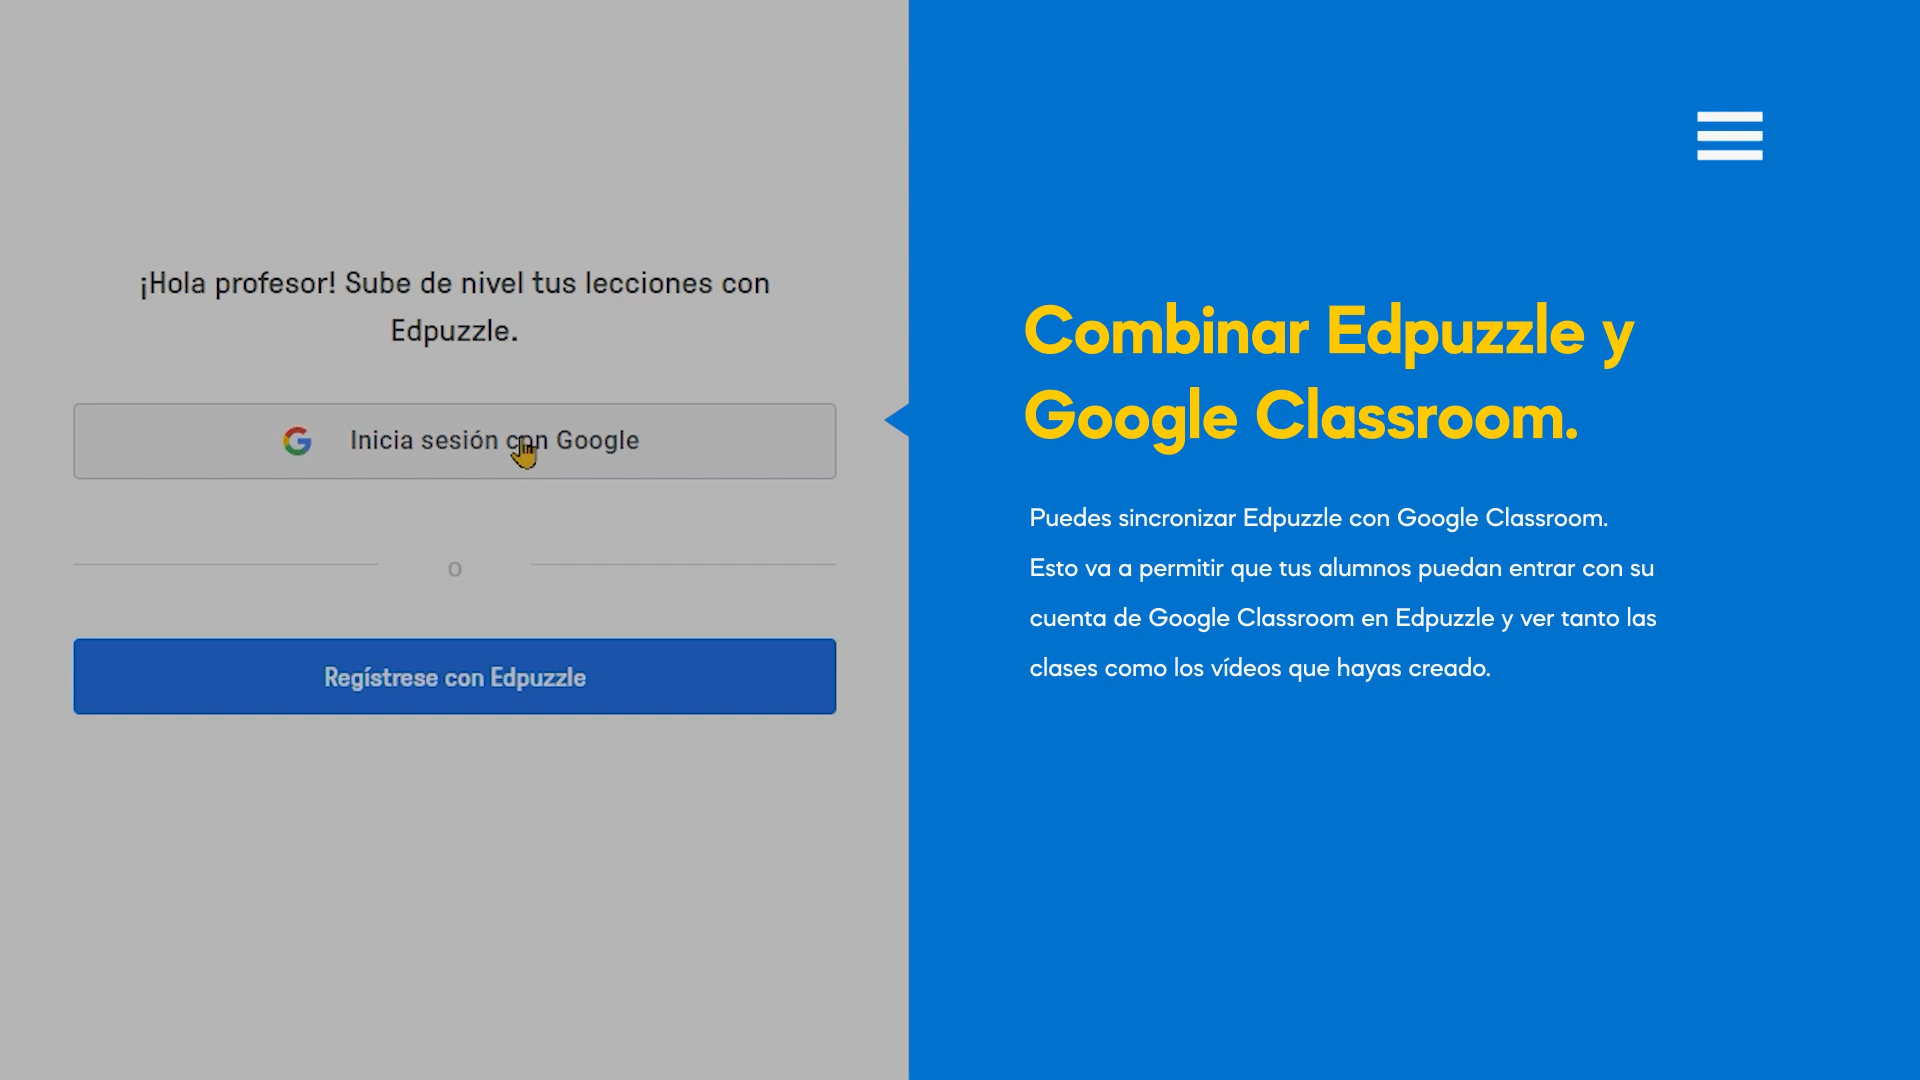 ¡Hola profesor! Sube de nivel tus lecciones con
Edpuzzle.
Inicia sesión con Google
o
Regístrese con Edpuzzle
Combinar Edpuzzle y
Google Classroom.
Puedes sincronizar Edpuzzle con Google Classroom.
Esto va a permitir que tus alumnos puedan entrar con su
cuenta de Google Classroom en Edpuzzle y ver tanto las
clases como los vídeos que hayas creado.